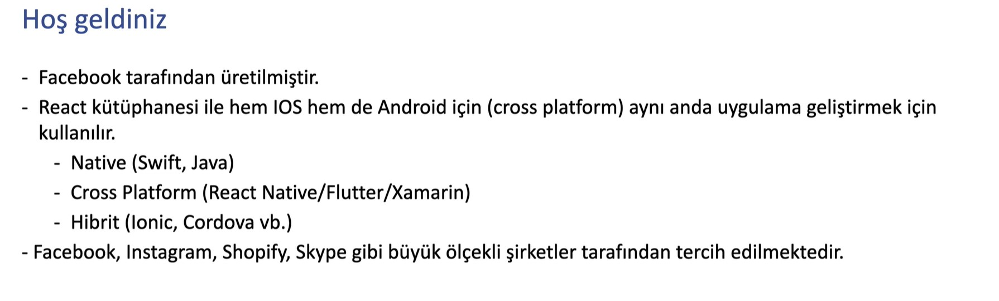 Hoş geldiniz
- Facebook tarafından üretilmiştir.
- React kütüphanesi ile hem IOS hem de Android için (cross platform) aynı anda uygulama geliştirmek için
kullanılır.
- Native (Swift, Java)
- Cross Platform (React Native/Flutter/Xamarin)
- Hibrit (Ionic, Cordova vb.)
- Facebook, Instagram, Shopify, Skype gibi büyük ölçekli şirketler tarafından tercih edilmektedir.